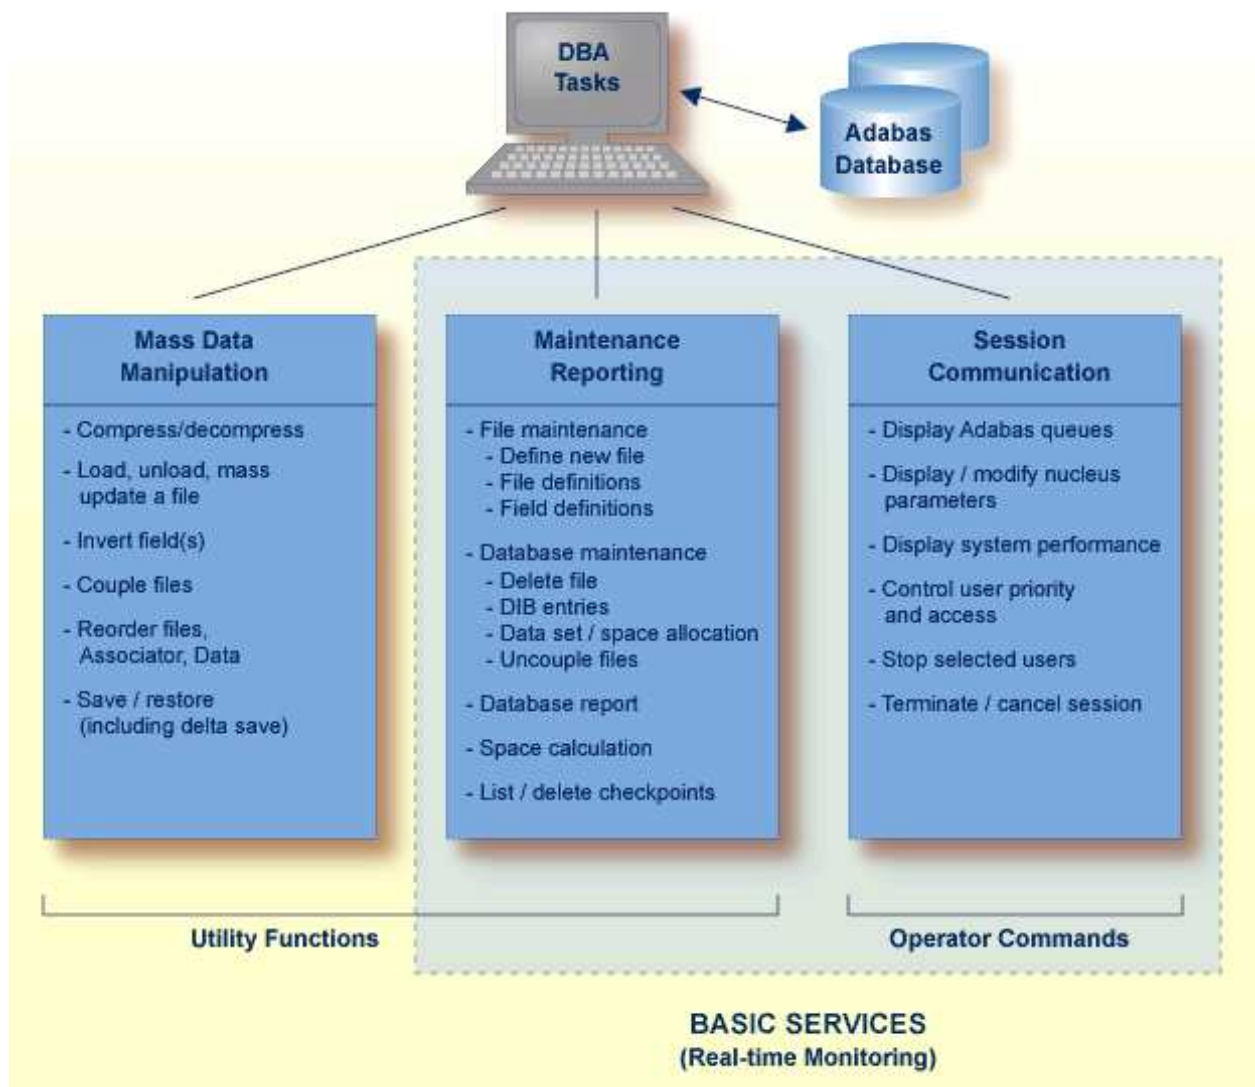 DBA
Tasks
Adabas
Database
Mass Data
Manipulation
- Compress/decompress
- Load, unload, mass
update a file
- Invert field(s)
- Couple files
- Reorder files,
Associator, Data
- Save / restore
(including delta save)
Maintenance
Reporting
- File maintenance
- Define new file
- File definitions
- Field definitions
- Database maintenance
- Delete file
- DIB entries
- Data set / space allocation
- Uncouple files
- Database report
- Space calculation
- List / delete checkpoints
Session
Communication
- Display Adabas queues
- Display / modify nucleus
parameters
- Display system performance
- Control user priority
and access
- Stop selected users
- Terminate / cancel session
Utility Functions
Operator Commands
BASIC SERVICES
(Real-time Monitoring)